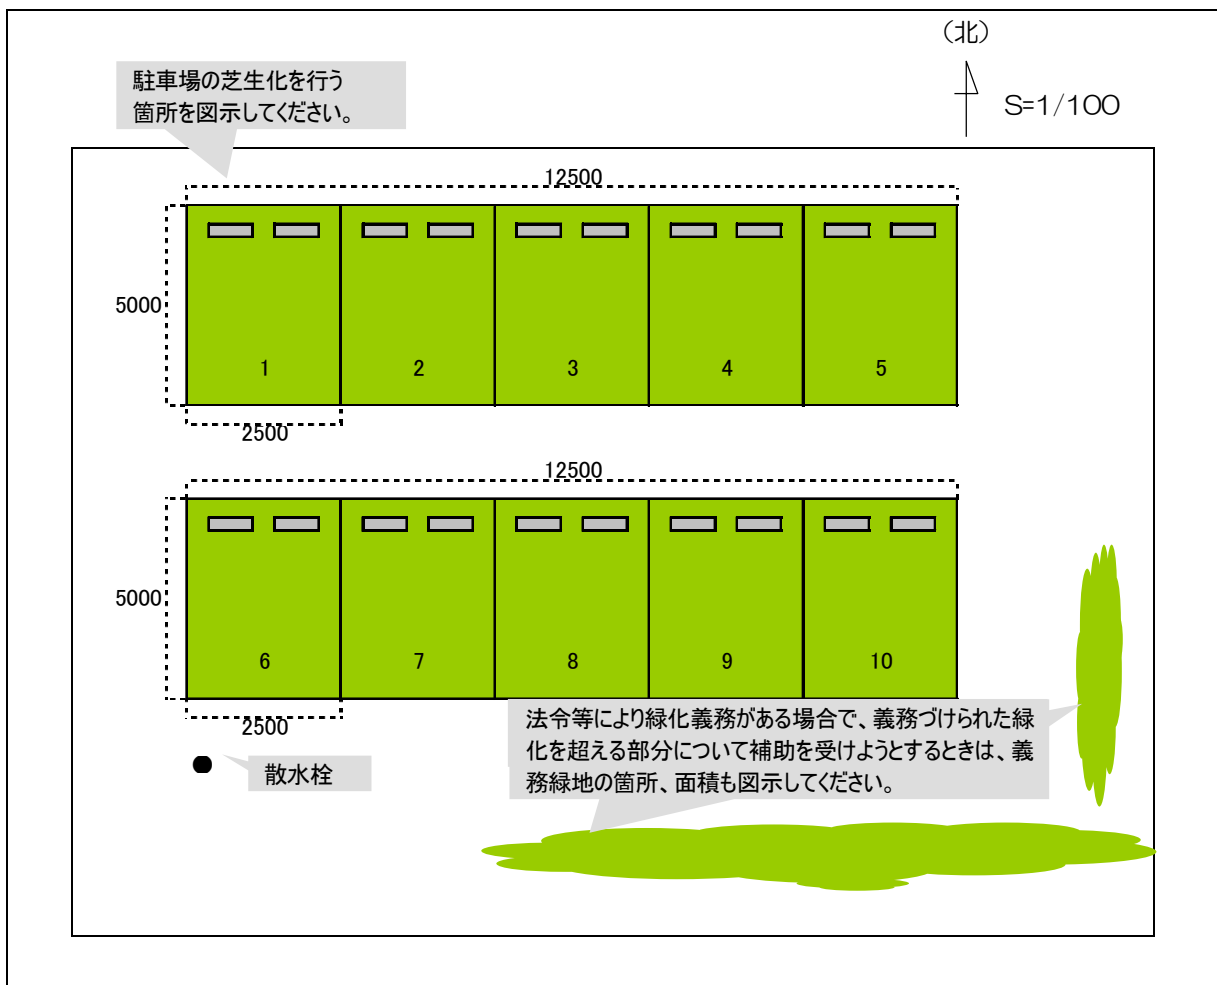 （北）
S=1/100
駐車場の芝生化を行う
箇所を図示してください。
12500
5000
1
2
3
4
5
2500
12500
5000
6
7
8
9
10
2500
法令等により緑化義務がある場合で、義務づけられた緑
化を超える部分について補助を受けようとするときは、義
務緑地の箇所、面積も図示してください。
散水栓